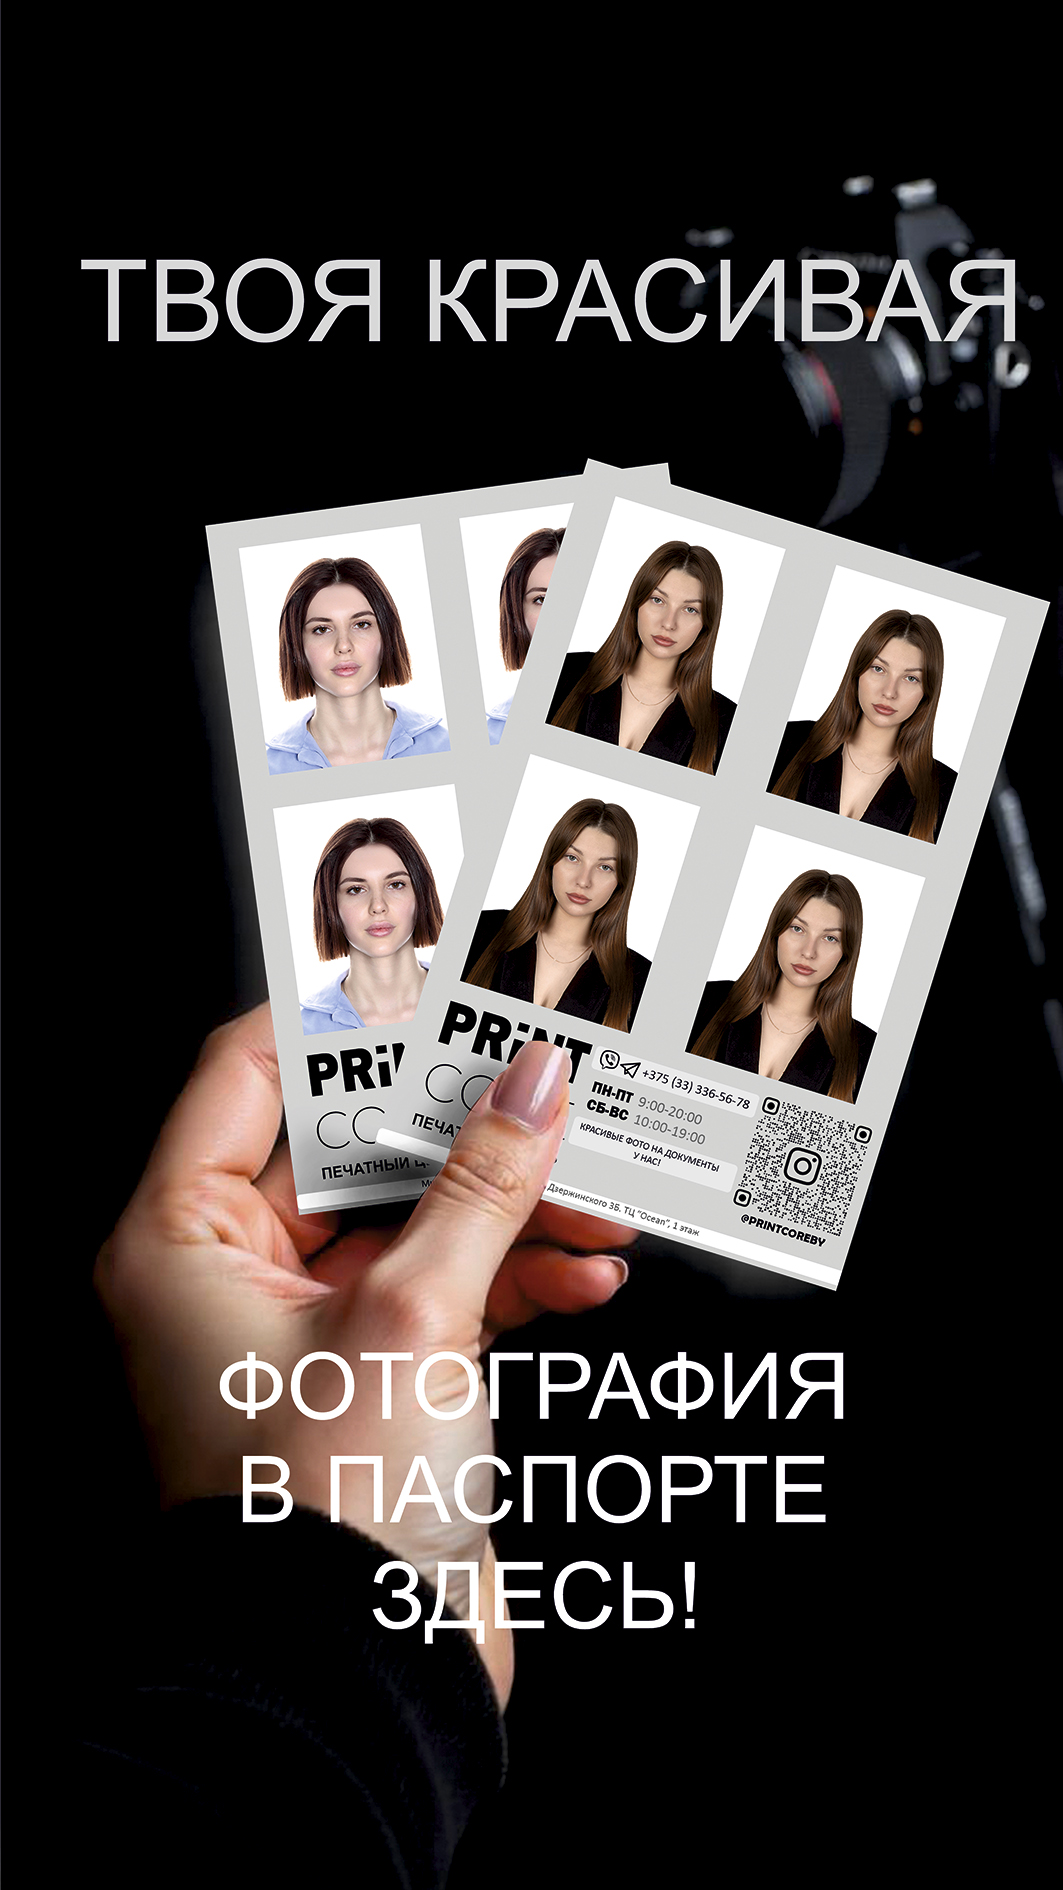 ТВОЯ КРАСИВАЯ
PRiNT
+375 (33) 336-56-78
ПН-ПТ 9:00-20:00
СБ-ВС 10:00-19:00
КРАСИВЫЕ ФОТО НА ДОКУМЕНТЫ
У НАС!
Дзержинского 3Б, ТЦ "Ocean", 1 этаж
@PRINTCOREBY
ПЕЧАТНЫЙ
ФОТОГРАФИЯ
В ПАСПОРТЕ
ЗДЕСЬ!